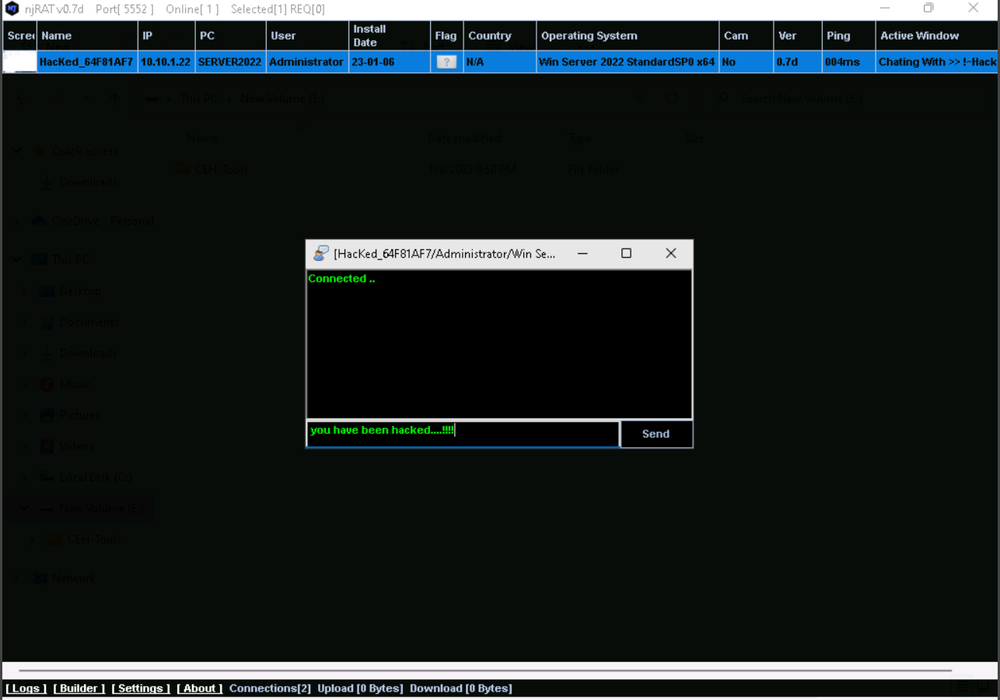 njRAT v0.7d Port[ 5552 ] Online[ 1 ] Selected[1] REQ[0]
Scree Name IP PC User Install Date Flag Country Operating System Cam Ver Ping Active Window
HacKed_64F81AF7 10.10.1.22 SERVER2022 Administrator 23-01-06 ? N/A Win Server 2022 StandardSP0 x64 No 0.7d 004ms Chating With >> !~Hack
This PC > New Volume (E:) Search New Volume (E:)
Name Date modified Type Size
Quick access
CEH-Tools 1/6/2023 8:50 PM File folder
Downloads
OneDrive - Personal
This PC
Desktop
Documents
Downloads
Music
Pictures
Videos
Local Disk (C:)
New Volume (E:)
CEH-Tools
Network
[HacKed_64F81AF7/Administrator/Win Se...
Connected ..
you have been hacked....!!!!
Send
[ Logs ] [ Builder ] [ Settings ] [ About ] Connections[2] Upload [0 Bytes] Download [0 Bytes]